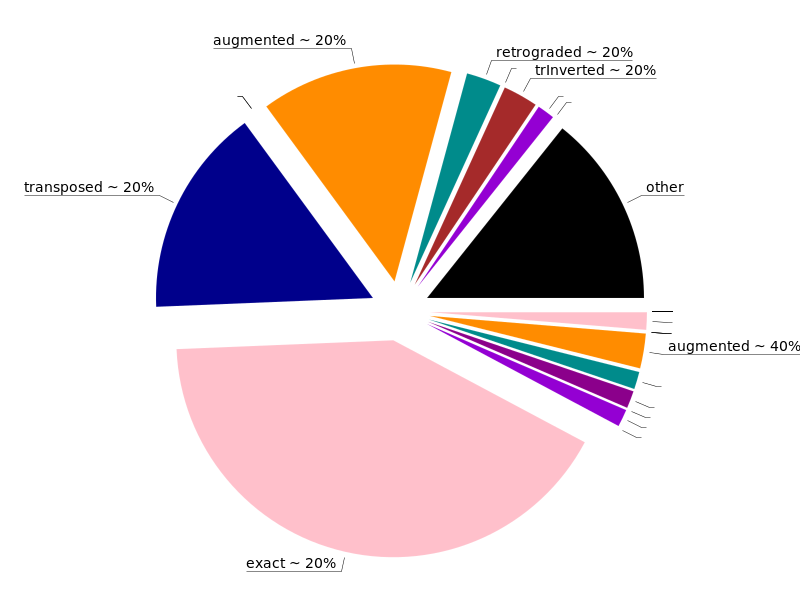 augmented ~ 20%
retrograded ~ 20%
trInverted ~ 20%
transposed ~ 20%
other
augmented ~ 40%
exact ~ 20%